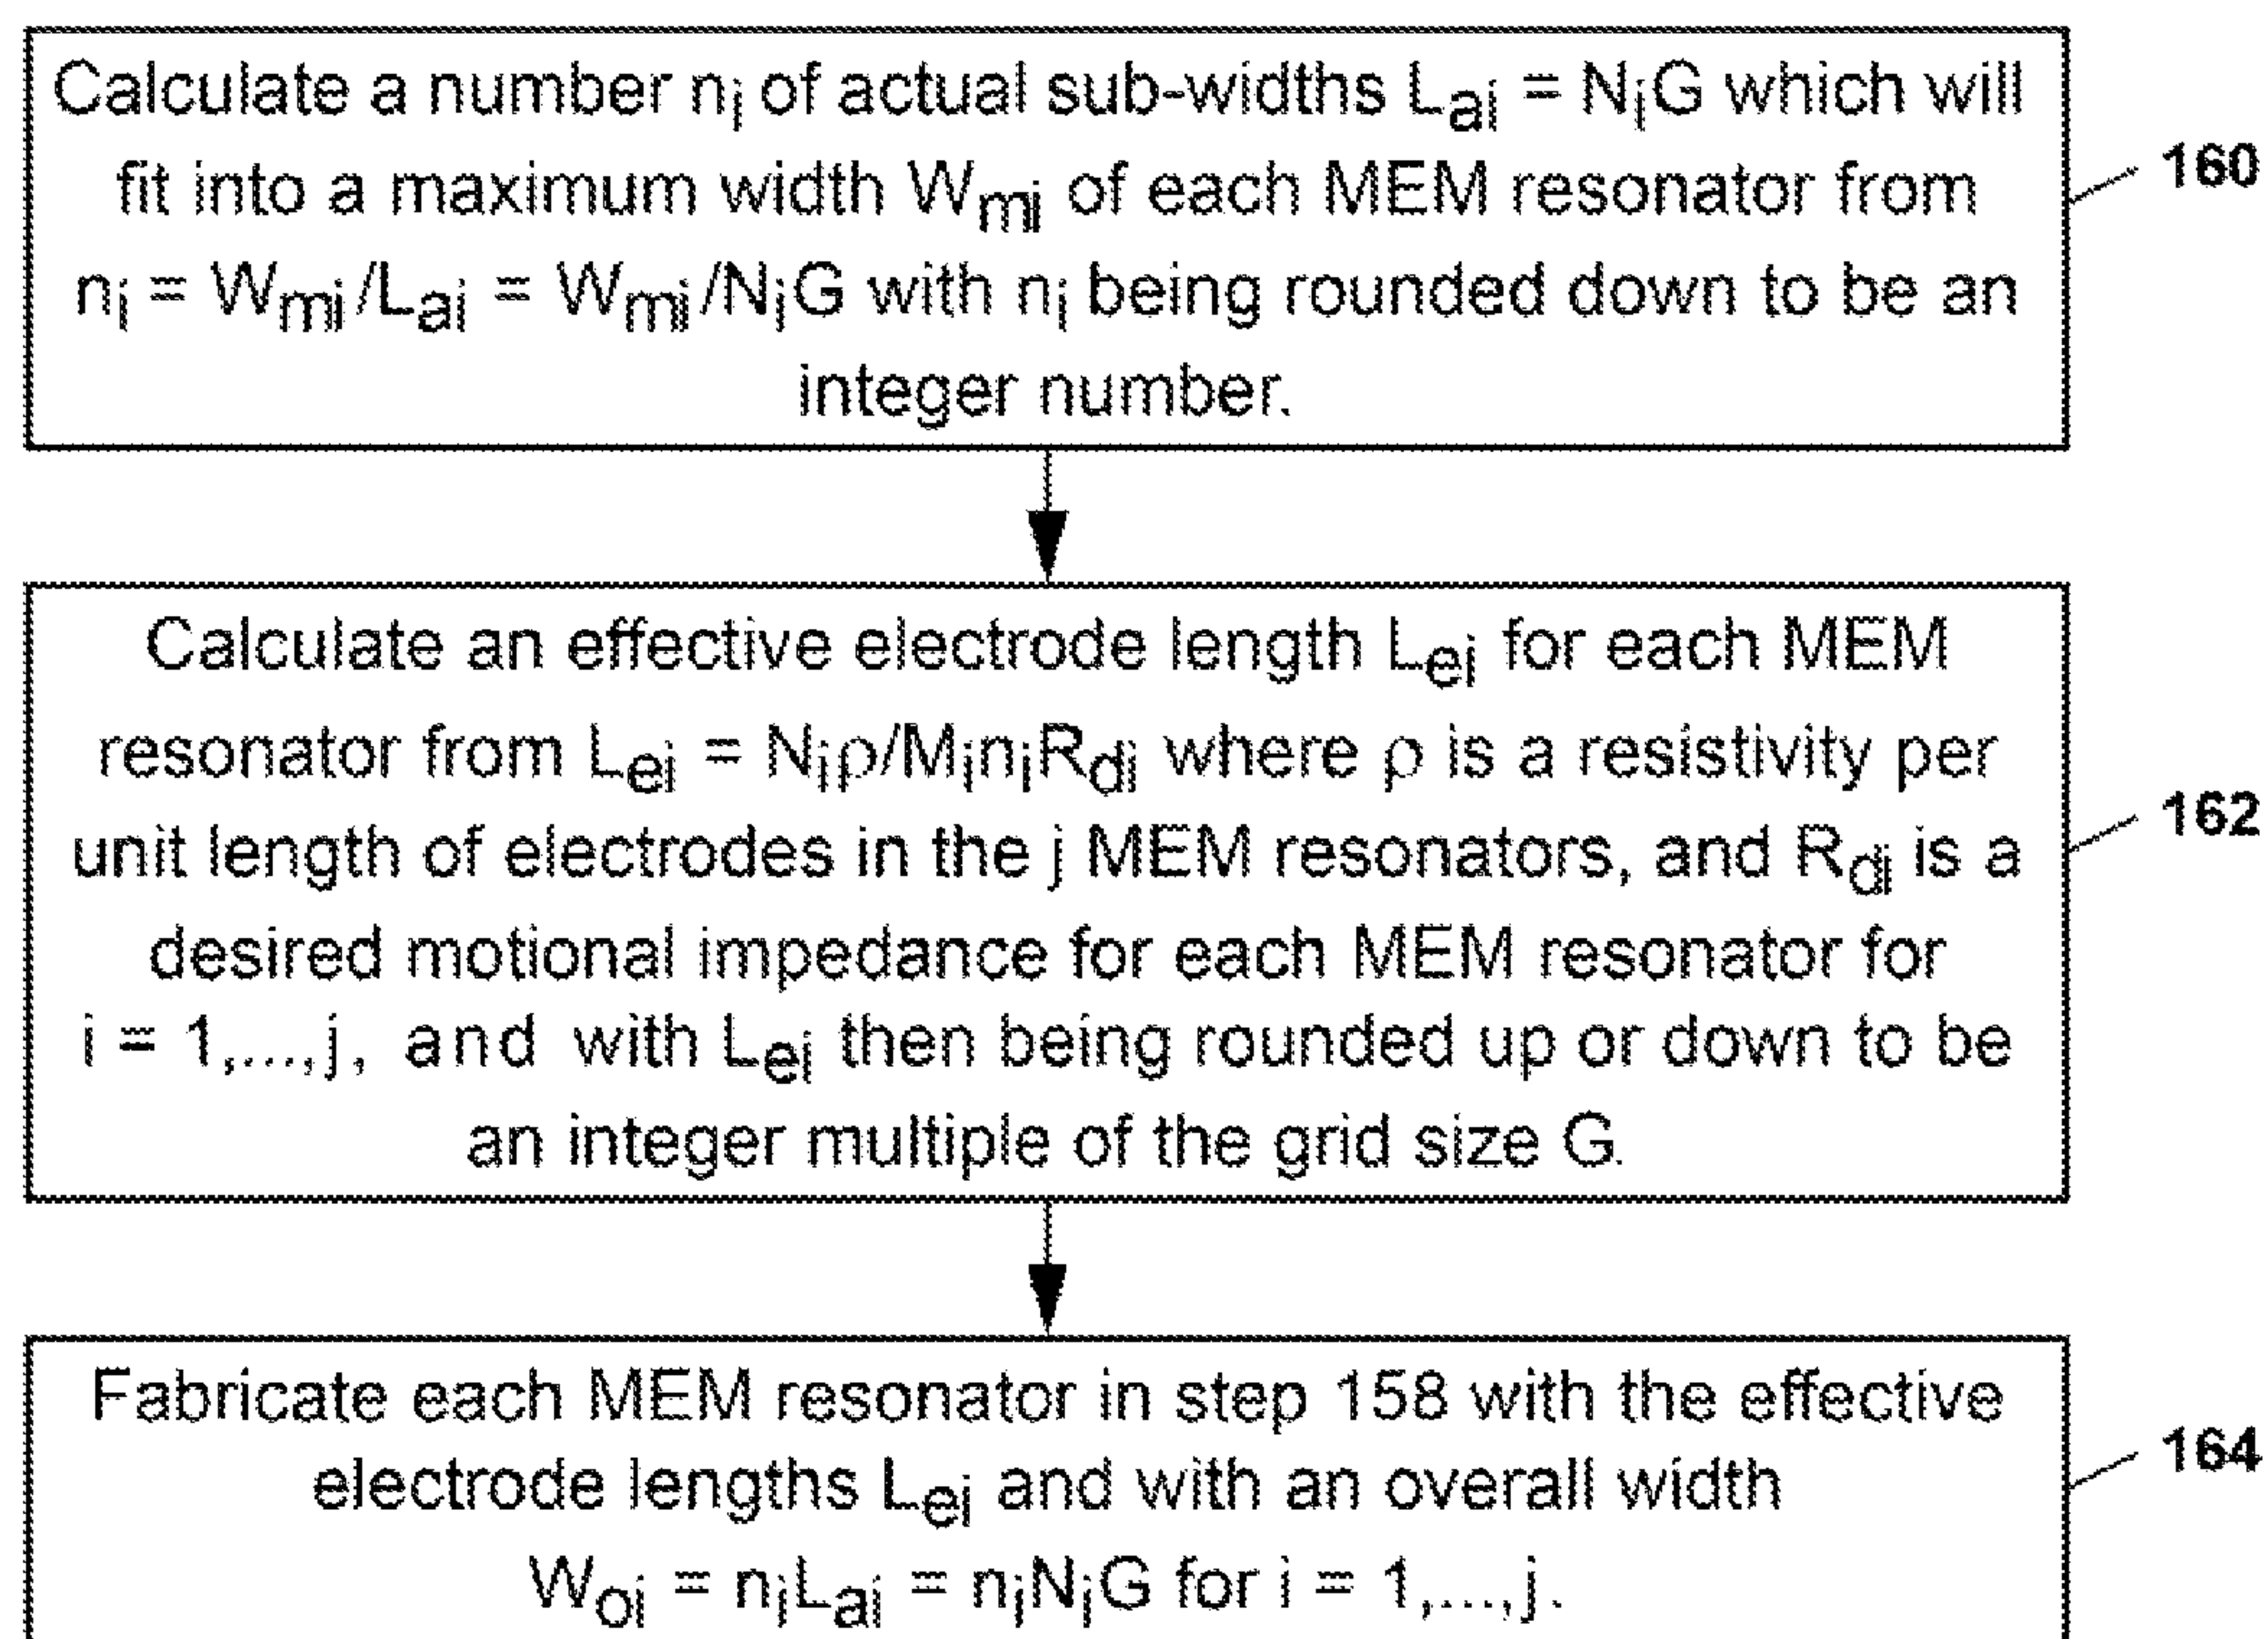 Calculate a number nᵢ of actual sub-widths Lₐᵢ = NᵢG which will
fit into a maximum width Wₘᵢ of each MEM resonator from
nᵢ = Wₘᵢ/Lₐᵢ = Wₘᵢ/NᵢG with nᵢ being rounded down to be an
integer number.
160
Calculate an effective electrode length Lₑᵢ for each MEM
resonator from Lₑᵢ = Nᵢρ/MᵢnᵢR_di where ρ is a resistivity per
unit length of electrodes in the j MEM resonators, and R_di is a
desired motional impedance for each MEM resonator for
i = 1,...,j, and with Lₑᵢ then being rounded up or down to be
an integer multiple of the grid size G.
162
Fabricate each MEM resonator in step 158 with the effective
electrode lengths Lₑᵢ and with an overall width
Wₒᵢ = nᵢLₐᵢ = nᵢNᵢG for i = 1,...,j.
164